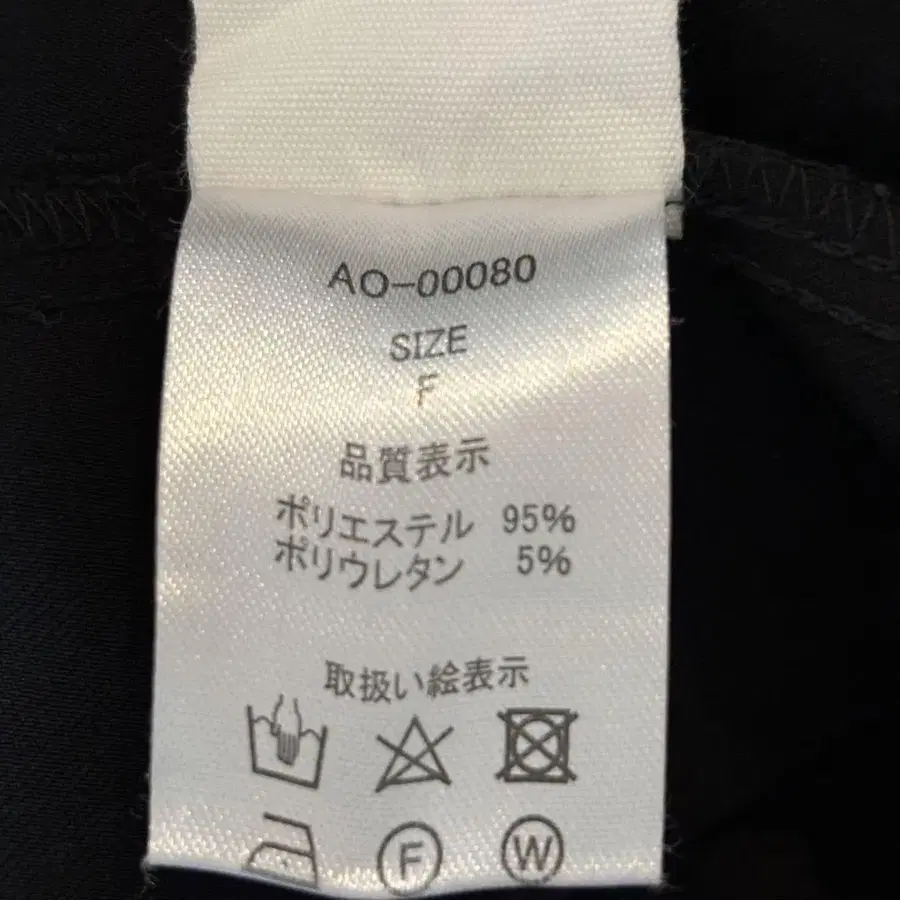 AO-00080
SIZE
F
品質表示
ポリエステル 95%
ポリウレタン 5%
取扱い絵表示
F W